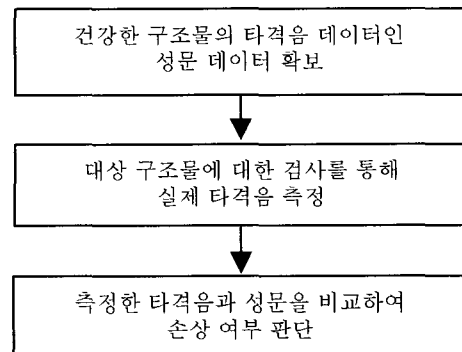 건강한 구조물의 타격음 데이터인
성문 데이터 확보
대상 구조물에 대한 검사를 통해
실제 타격음 측정
측정한 타격음과 성문을 비교하여
손상 여부 판단